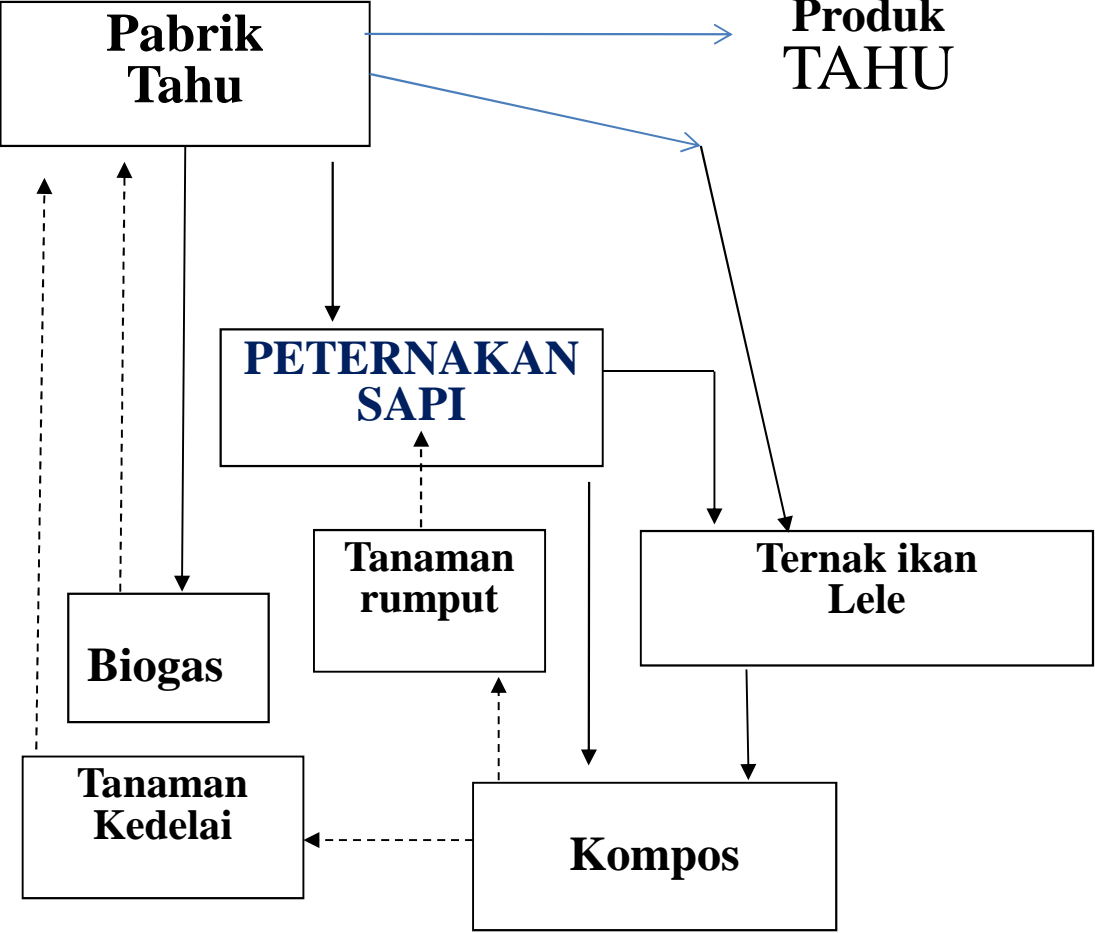 Pabrik
Tahu
Produk
TAHU
PETERNAKAN
SAPI
Tanaman
rumput
Ternak ikan
Lele
Biogas
Tanaman
Kedelai
Kompos